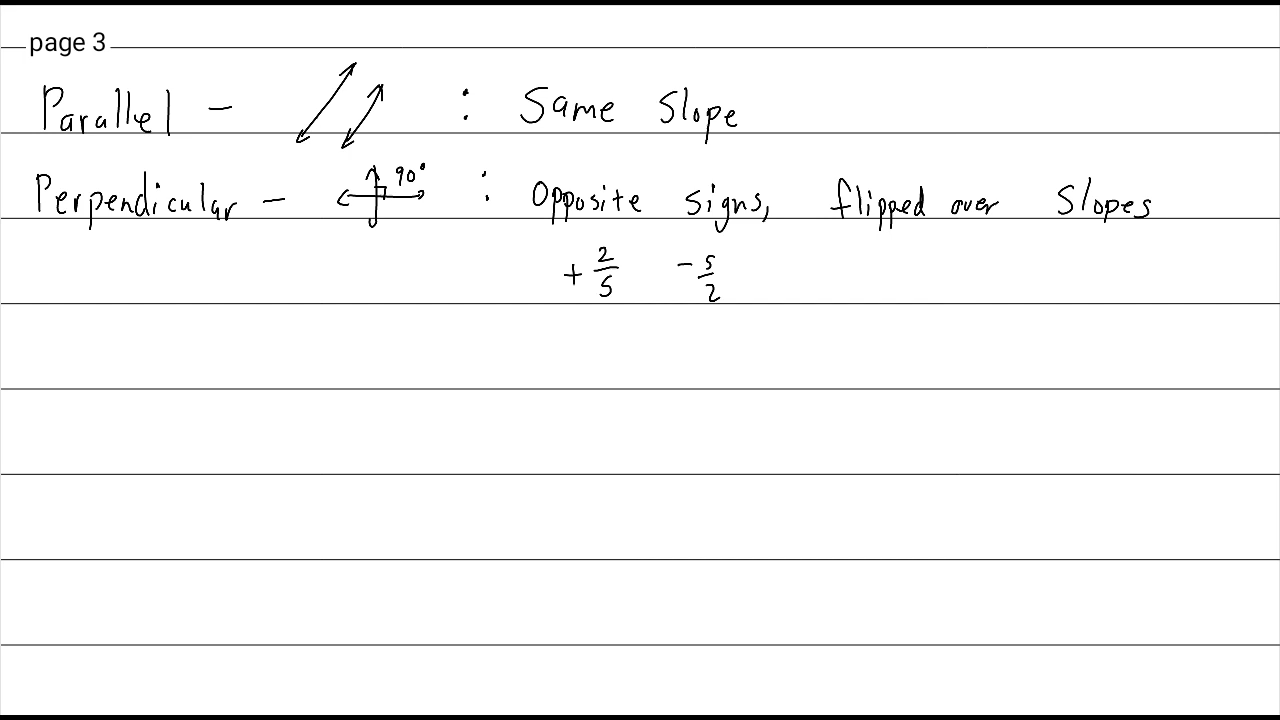 page 3
Parallel - : Same Slope
Perpendicular - 90° : Opposite signs, flipped over Slopes
+ 2/5 - 5/2